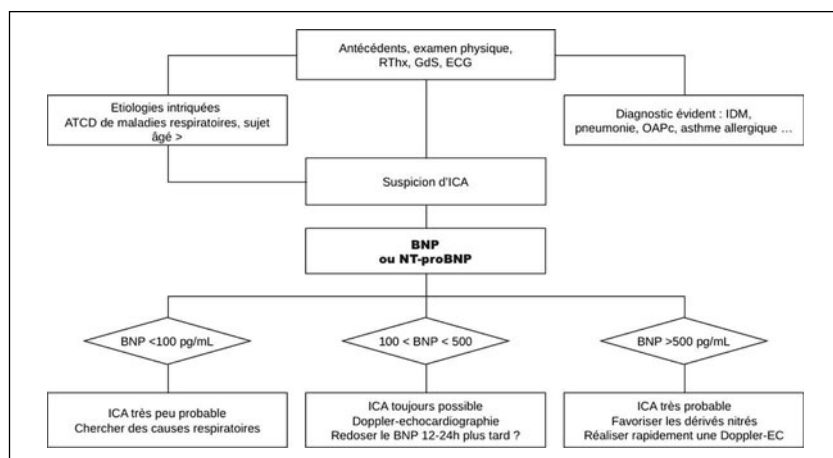 Antécédents, examen physique,
RThx, GdS, ECG
Etiologies intriquées
ATCD de maladies respiratoires, sujet
âgé >
Diagnostic évident : IDM,
pneumonie, OAPc, asthme allergique ...
Suspicion d'ICA
BNP
ou NT-proBNP
BNP <100 pg/mL
100 < BNP < 500
BNP >500 pg/mL
ICA très peu probable
Chercher des causes respiratoires
ICA toujours possible
Doppler-echocardiographie
Redoser le BNP 12-24h plus tard ?
ICA très probable
Favoriser les dérivés nitrés
Réaliser rapidement une Doppler-EC